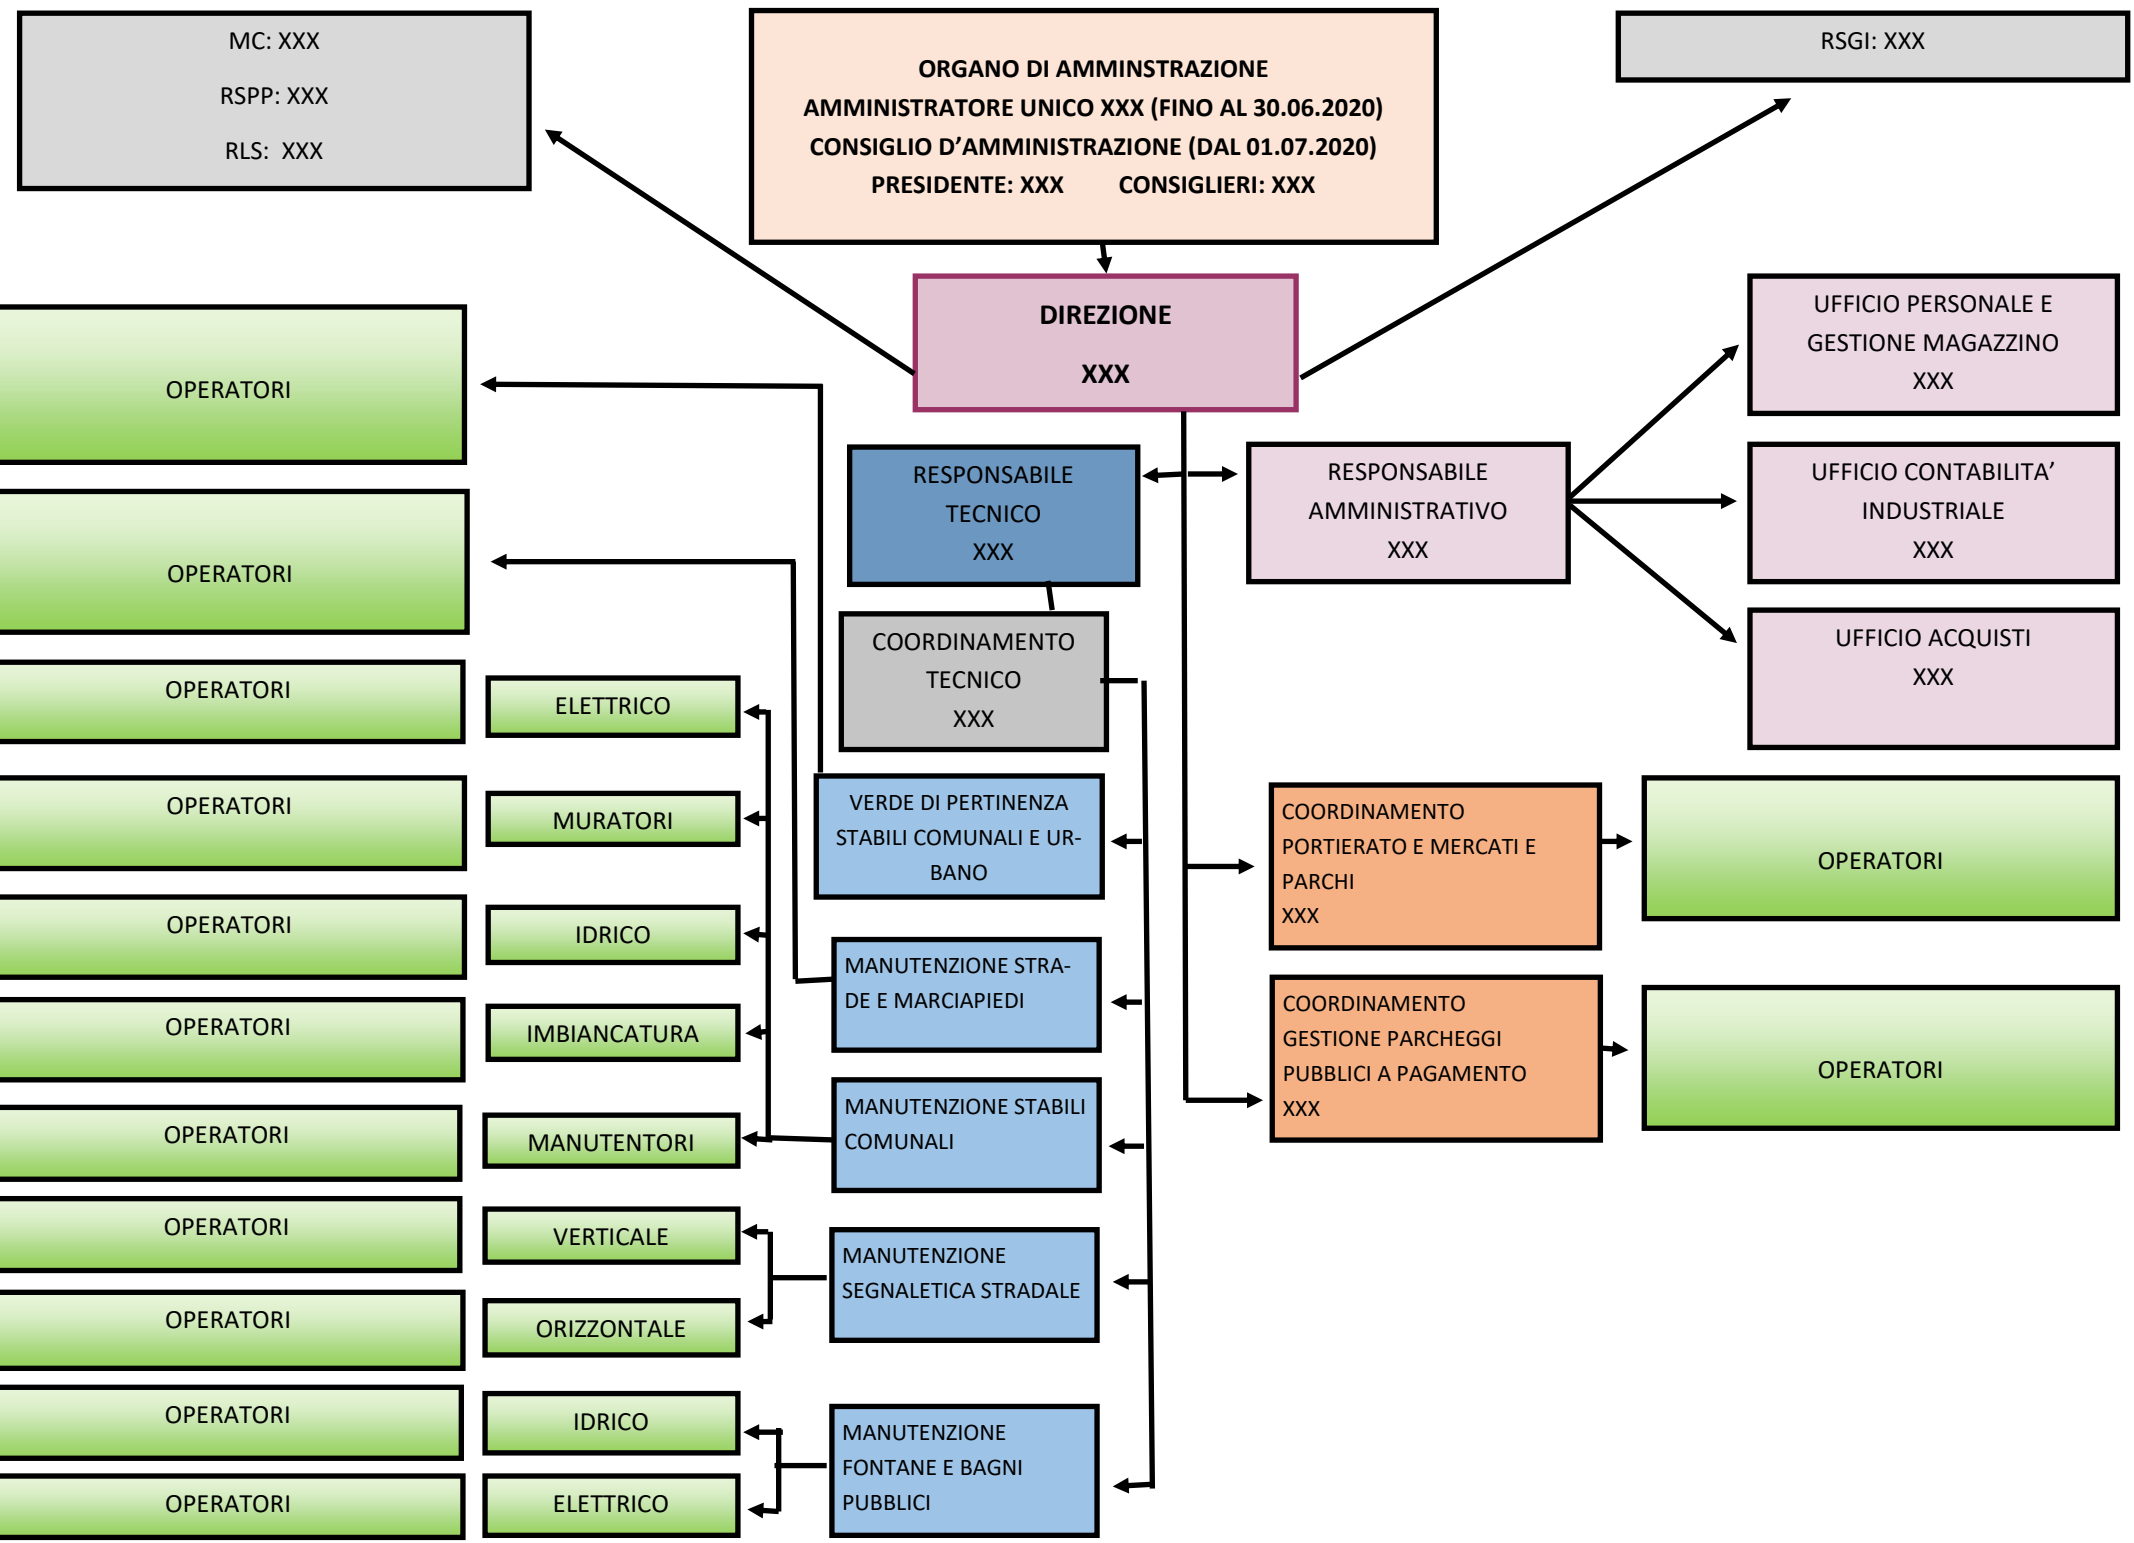 MC: XXX
RSPP: XXX
RLS: XXX
ORGANO DI AMMINSTRAZIONE
AMMINISTRATORE UNICO XXX (FINO AL 30.06.2020)
CONSIGLIO D’AMMINISTRAZIONE (DAL 01.07.2020)
PRESIDENTE: XXX CONSIGLIERI: XXX
RSGI: XXX
DIREZIONE
XXX
UFFICIO PERSONALE E
GESTIONE MAGAZZINO
XXX
OPERATORI
RESPONSABILE
TECNICO
XXX
RESPONSABILE
AMMINISTRATIVO
XXX
UFFICIO CONTABILITA’
INDUSTRIALE
XXX
OPERATORI
COORDINAMENTO
TECNICO
XXX
UFFICIO ACQUISTI
XXX
OPERATORI
ELETTRICO
OPERATORI
MURATORI
VERDE DI PERTINENZA
STABILI COMUNALI E UR-
BANO
COORDINAMENTO
PORTIERATO E MERCATI E
PARCHI
XXX
OPERATORI
OPERATORI
IDRICO
MANUTENZIONE STRA-
DE E MARCIAPIEDI
OPERATORI
IMBIANCATURA
COORDINAMENTO
GESTIONE PARCHEGGI
PUBBLICI A PAGAMENTO
XXX
OPERATORI
OPERATORI
MANUTENTORI
MANUTENZIONE STABILI
COMUNALI
OPERATORI
VERTICALE
MANUTENZIONE
SEGNALETICA STRADALE
OPERATORI
ORIZZONTALE
OPERATORI
IDRICO
MANUTENZIONE
FONTANE E BAGNI
PUBBLICI
OPERATORI
ELETTRICO